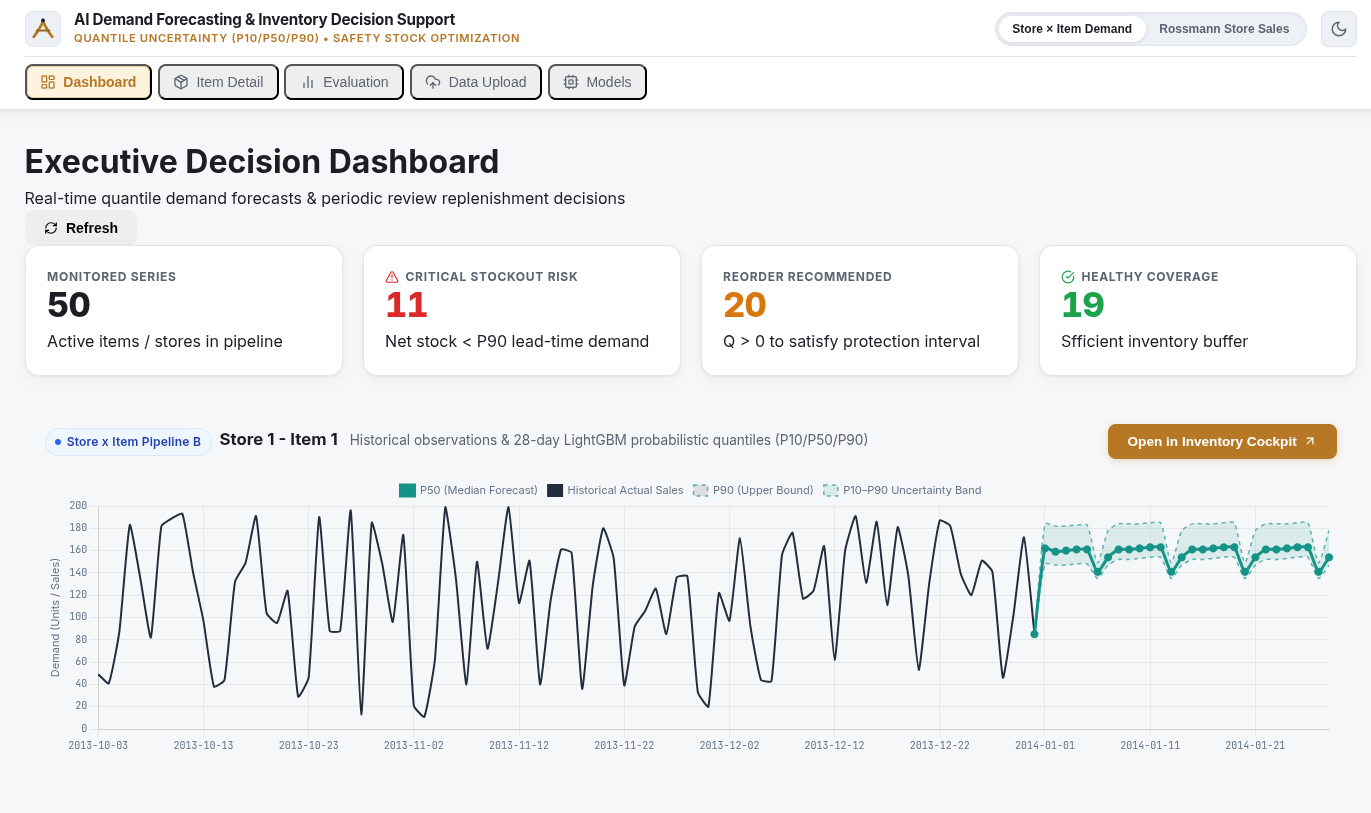 AI Demand Forecasting & Inventory Decision Support
QUANTILE UNCERTAINTY (P10/P50/P90) • SAFETY STOCK OPTIMIZATION
Store × Item Demand
Rossmann Store Sales
Dashboard
Item Detail
Evaluation
Data Upload
Models
Executive Decision Dashboard
Real-time quantile demand forecasts & periodic review replenishment decisions
Refresh
MONITORED SERIES
50
Active items / stores in pipeline
CRITICAL STOCKOUT RISK
11
Net stock < P90 lead-time demand
REORDER RECOMMENDED
20
Q > 0 to satisfy protection interval
HEALTHY COVERAGE
19
Sfficient inventory buffer
Store x Item Pipeline B
Store 1 - Item 1
Historical observations & 28-day LightGBM probabilistic quantiles (P10/P50/P90)
Open in Inventory Cockpit
P50 (Median Forecast)
Historical Actual Sales
P90 (Upper Bound)
P10–P90 Uncertainty Band
Demand (Units / Sales)
200
180
160
140
120
100
80
60
40
20
0
2013-10-03
2013-10-13
2013-10-23
2013-11-02
2013-11-12
2013-11-22
2013-12-02
2013-12-12
2013-12-22
2014-01-01
2014-01-11
2014-01-21